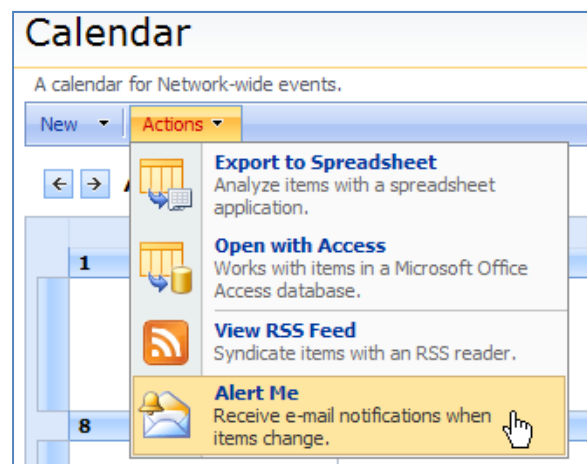 Calendar
A calendar for Network-wide events.
New Actions
Export to Spreadsheet
Analyze items with a spreadsheet
application.
Open with Access
1
Works with items in a Microsoft Office
Access database.
View RSS Feed
Syndicate items with an RSS reader.
Alert Me
Receive e-mail notifications when
8
items change.